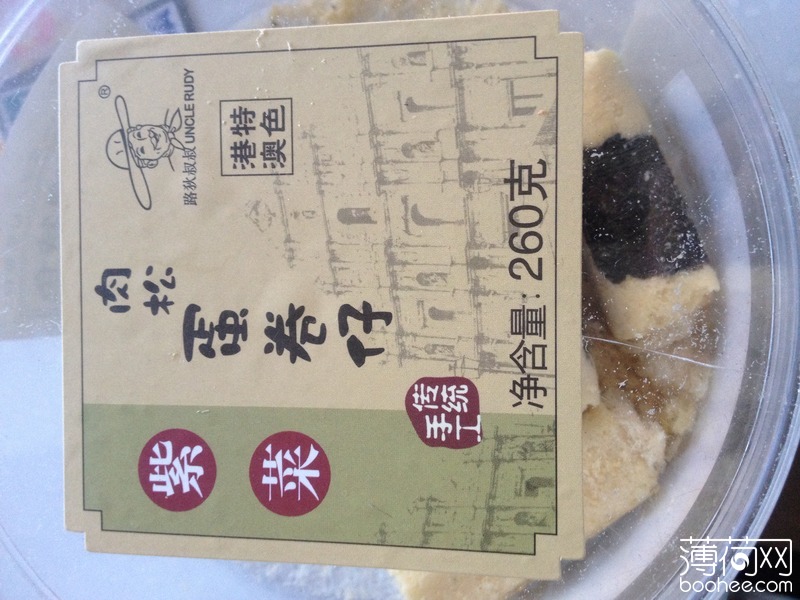 ®
路狄叔叔 UNCLE RUDY
港澳
特色
肉松
蛋卷仔
紫菜
传统
手工
净含量: 260克
薄荷网
boohee.com